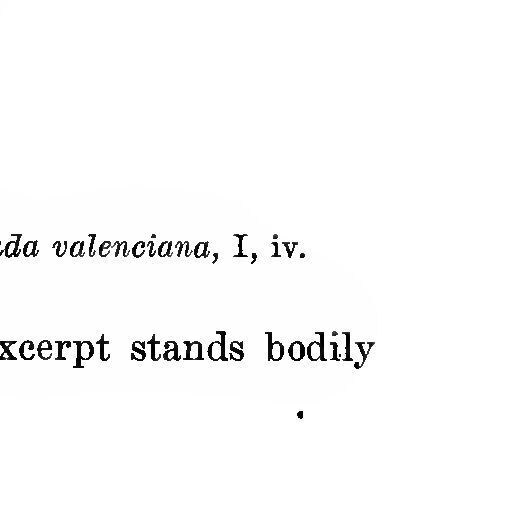 da valenciana, I, iv.
xcerpt stands bodily